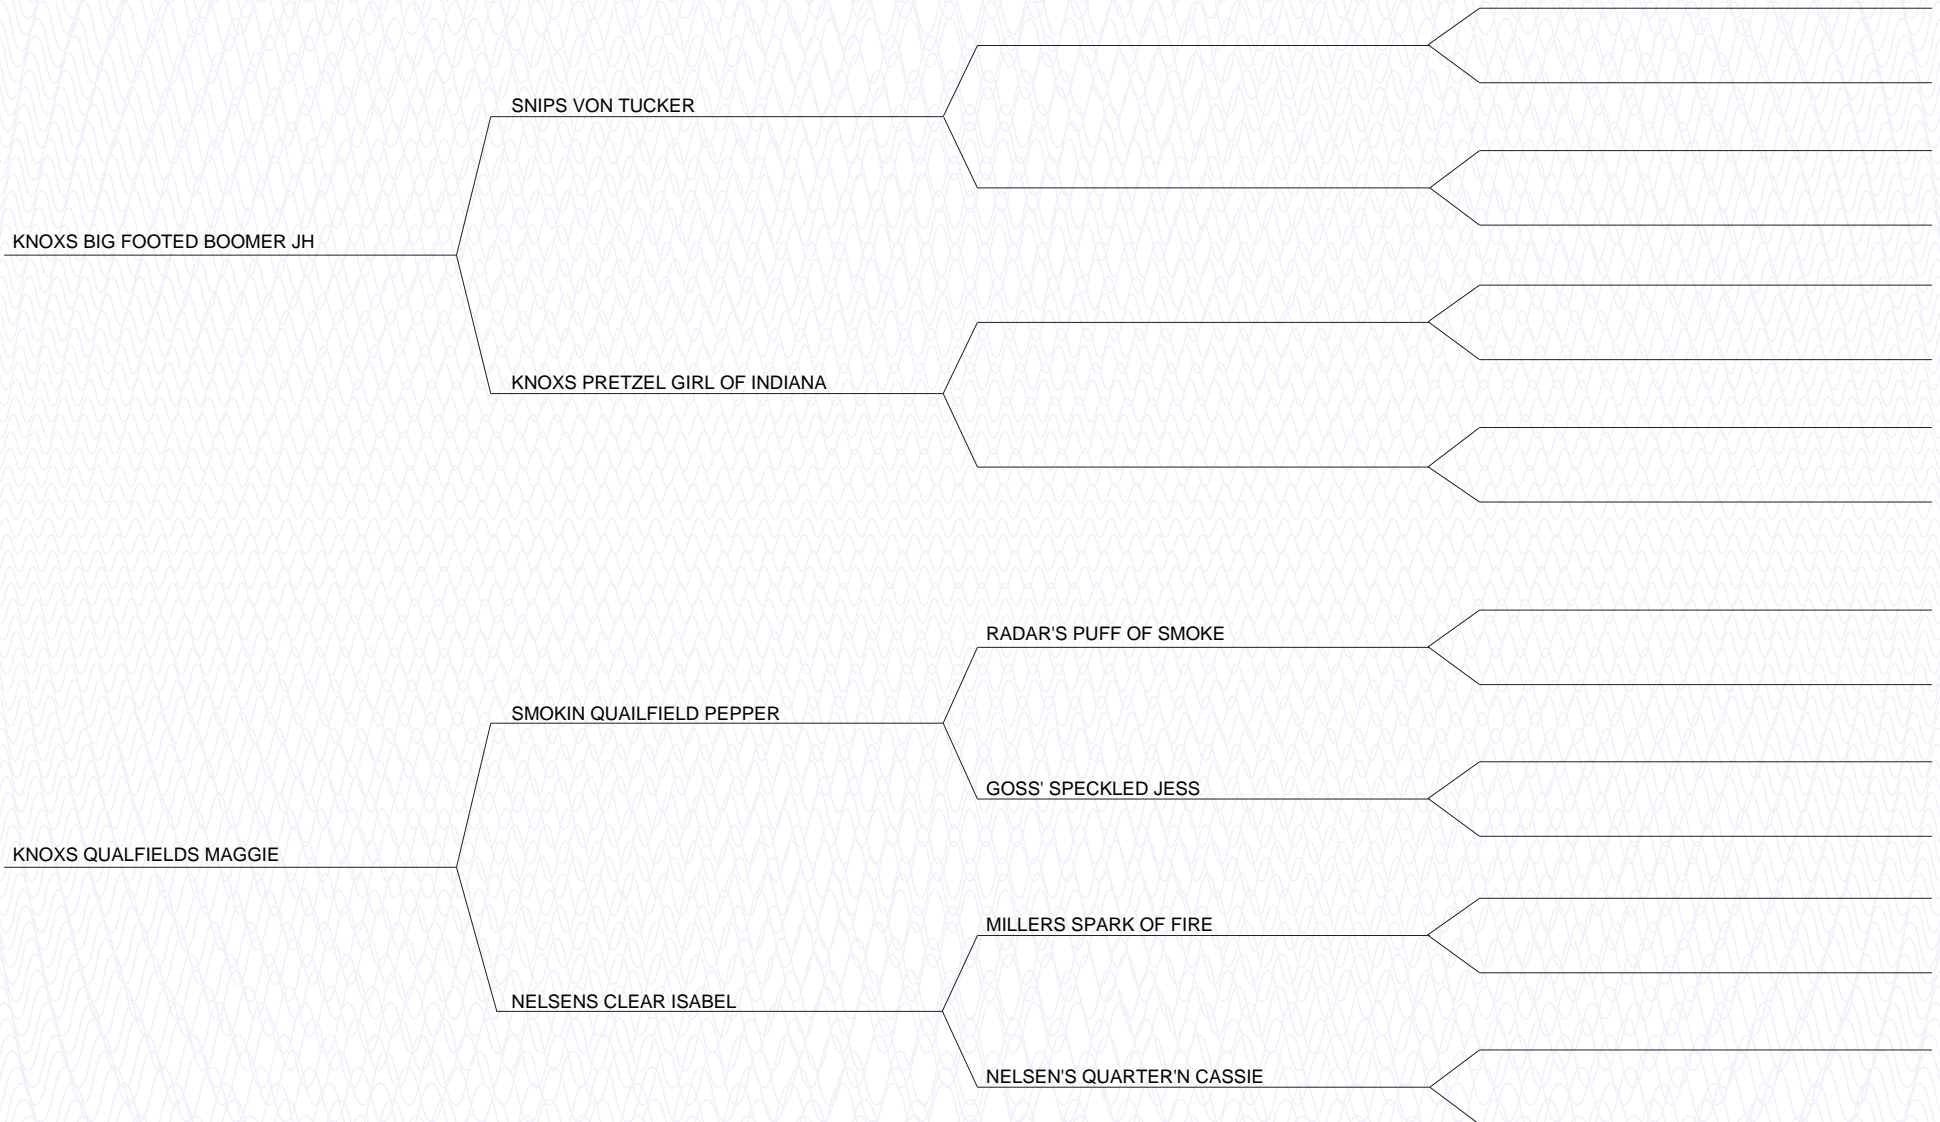 SNIPS VON TUCKER
KNOXS BIG FOOTED BOOMER JH
KNOXS PRETZEL GIRL OF INDIANA
RADAR'S PUFF OF SMOKE
SMOKIN QUAILFIELD PEPPER
GOSS' SPECKLED JESS
KNOXS QUALFIELDS MAGGIE
MILLERS SPARK OF FIRE
NELSENS CLEAR ISABEL
NELSEN'S QUARTER'N CASSIE